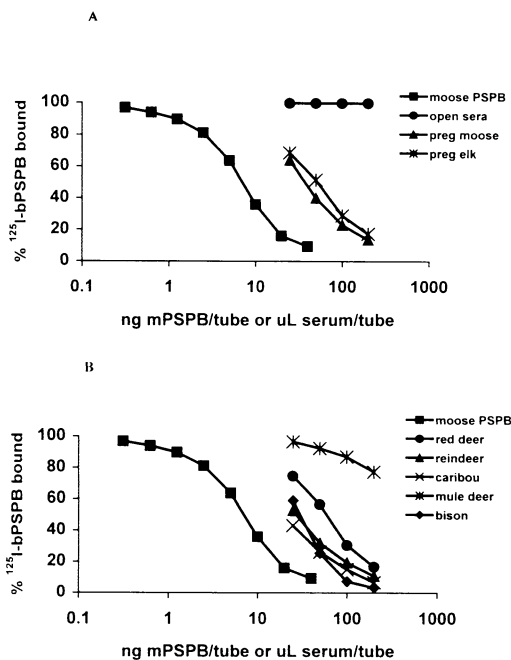 A
100
80
60
40
20
0
% ¹²⁵I-bPSPB bound
0.1 1 10 100 1000
ng mPSPB/tube or uL serum/tube
moose PSPB
open sera
preg moose
preg elk
B
100
80
60
40
20
0
% ¹²⁵I-bPSPB bound
0.1 1 10 100 1000
ng mPSPB/tube or uL serum/tube
moose PSPB
red deer
reindeer
caribou
mule deer
bison